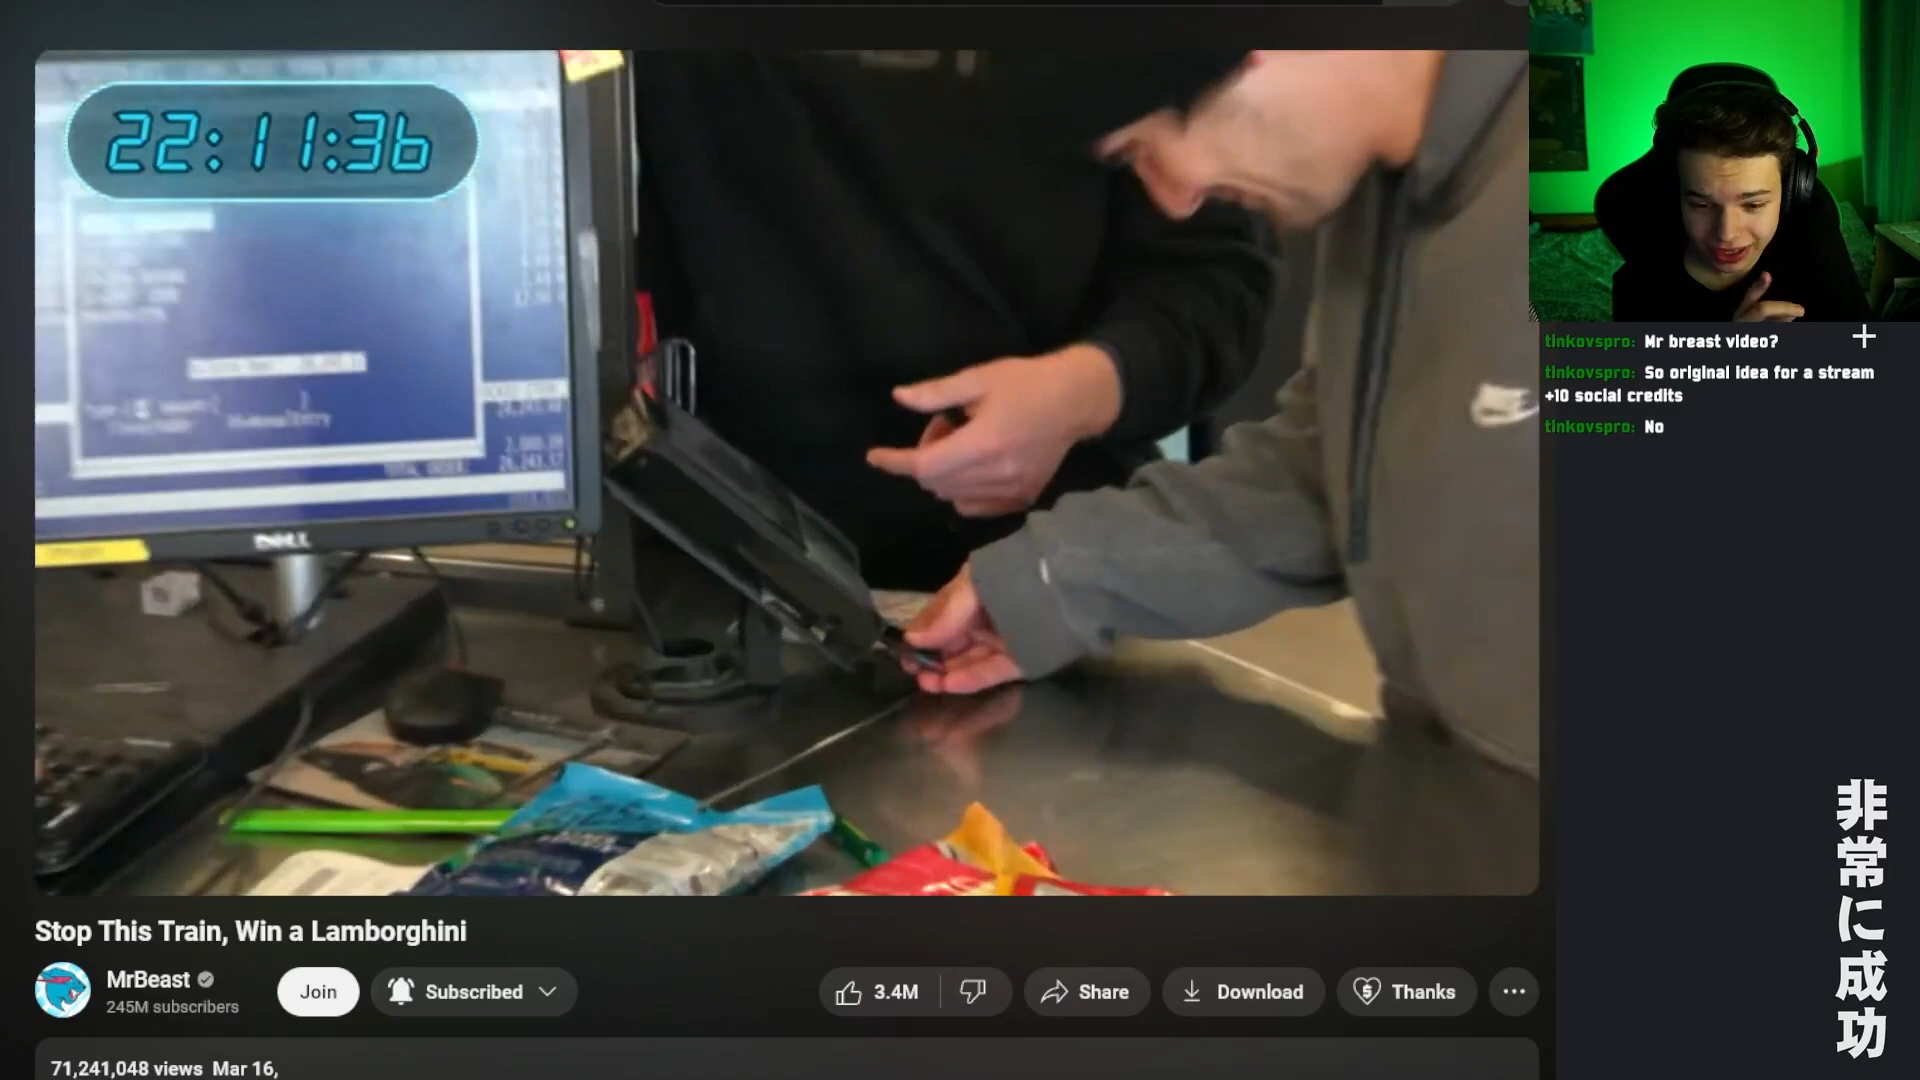 22:11:36
DELL
Stop This Train, Win a Lamborghini
MrBeast
245M subscribers
Join
Subscribed
3.4M
Share
Download
Thanks
71,241,048 views Mar 16,
tinkovspro: Mr breast video?
tinkovspro: So original idea for a stream
+10 social credits
tinkovspro: No
非常に成功